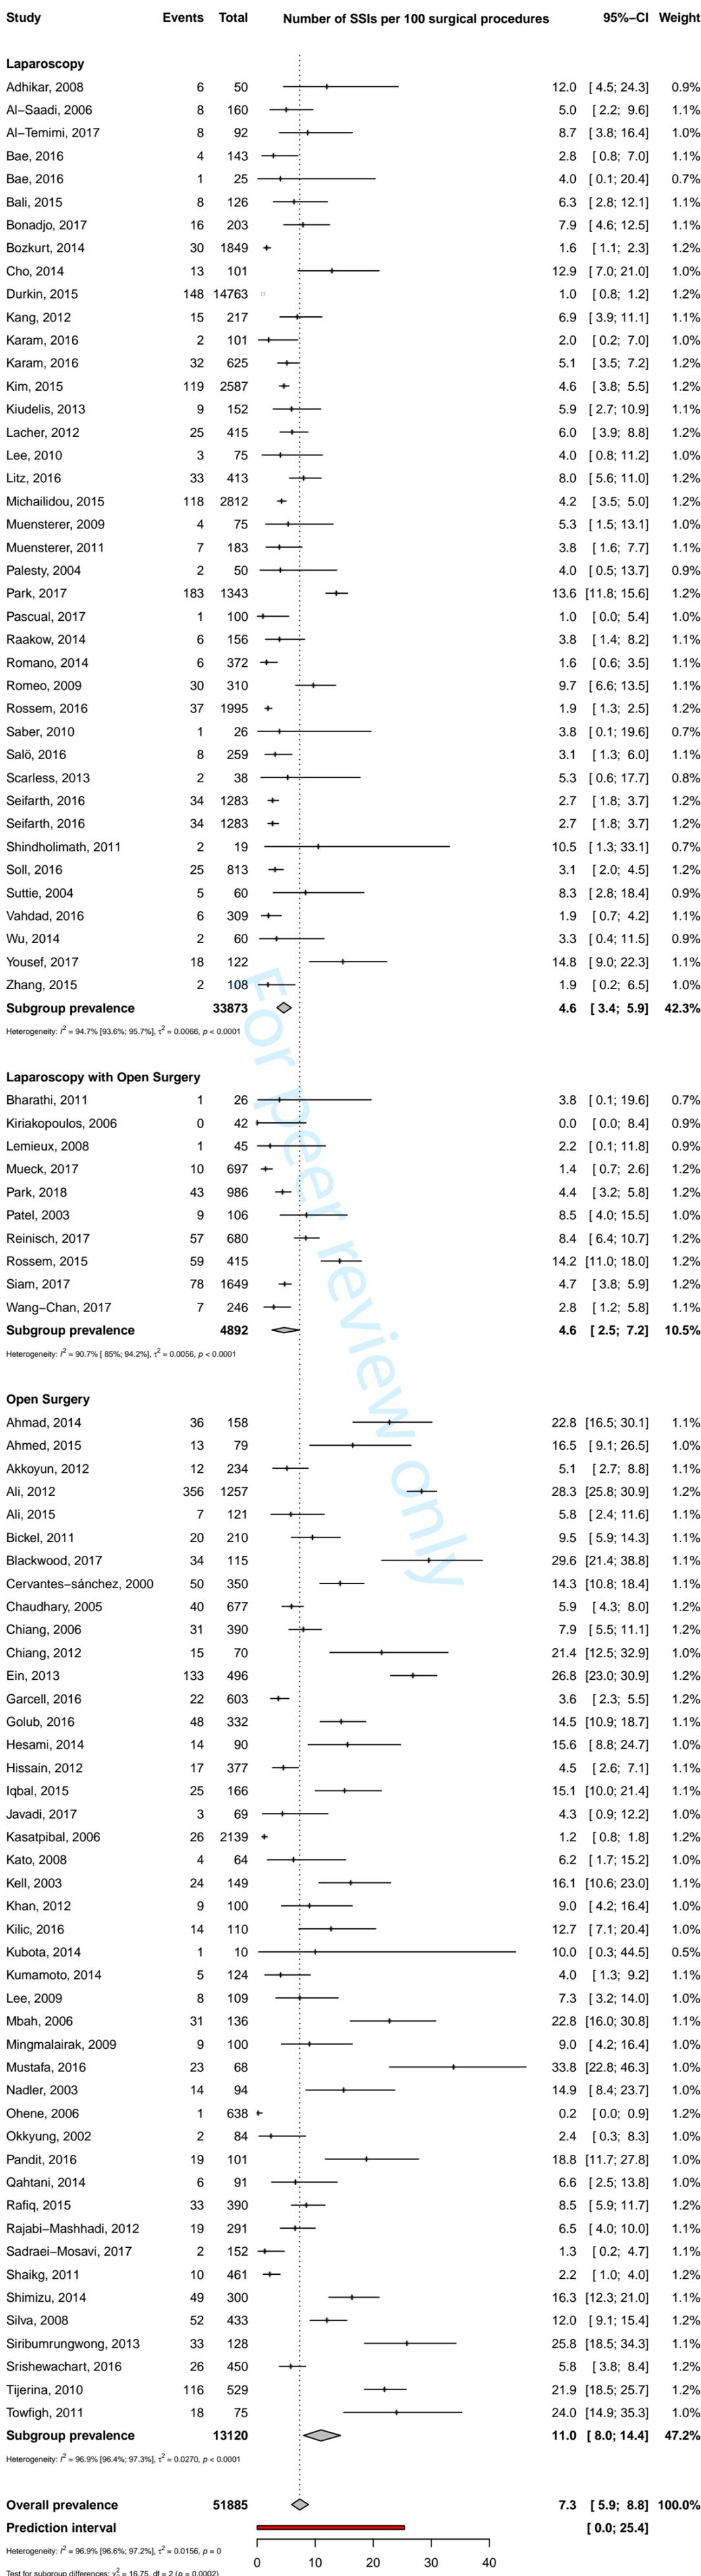 Study Events Total Number of SSIs per 100 surgical procedures 95%−CI Weight
Laparoscopy
Adhikar, 2008 6 50 12.0 [ 4.5; 24.3] 0.9%
Al−Saadi, 2006 8 160 5.0 [ 2.2; 9.6] 1.1%
Al−Temimi, 2017 8 92 8.7 [ 3.8; 16.4] 1.0%
Bae, 2016 4 143 2.8 [ 0.8; 7.0] 1.1%
Bae, 2016 1 25 4.0 [ 0.1; 20.4] 0.7%
Bali, 2015 8 126 6.3 [ 2.8; 12.1] 1.1%
Bonadjo, 2017 16 203 7.9 [ 4.6; 12.5] 1.1%
Bozkurt, 2014 30 1849 1.6 [ 1.1; 2.3] 1.2%
Cho, 2014 13 101 12.9 [ 7.0; 21.0] 1.0%
Durkin, 2015 148 14763 1.0 [ 0.8; 1.2] 1.2%
Kang, 2012 15 217 6.9 [ 3.9; 11.1] 1.1%
Karam, 2016 2 101 2.0 [ 0.2; 7.0] 1.0%
Karam, 2016 32 625 5.1 [ 3.5; 7.2] 1.2%
Kim, 2015 119 2587 4.6 [ 3.8; 5.5] 1.2%
Kiudelis, 2013 9 152 5.9 [ 2.7; 10.9] 1.1%
Lacher, 2012 25 415 6.0 [ 3.9; 8.8] 1.2%
Lee, 2010 3 75 4.0 [ 0.8; 11.2] 1.0%
Litz, 2016 33 413 8.0 [ 5.6; 11.0] 1.2%
Michailidou, 2015 118 2812 4.2 [ 3.5; 5.0] 1.2%
Muensterer, 2009 4 75 5.3 [ 1.5; 13.1] 1.0%
Muensterer, 2011 7 183 3.8 [ 1.6; 7.7] 1.1%
Palesty, 2004 2 50 4.0 [ 0.5; 13.7] 0.9%
Park, 2017 183 1343 13.6 [11.8; 15.6] 1.2%
Pascual, 2017 1 100 1.0 [ 0.0; 5.4] 1.0%
Raakow, 2014 6 156 3.8 [ 1.4; 8.2] 1.1%
Romano, 2014 6 372 1.6 [ 0.6; 3.5] 1.1%
Romeo, 2009 30 310 9.7 [ 6.6; 13.5] 1.1%
Rossem, 2016 37 1995 1.9 [ 1.3; 2.5] 1.2%
Saber, 2010 1 26 3.8 [ 0.1; 19.6] 0.7%
Salö, 2016 8 259 3.1 [ 1.3; 6.0] 1.1%
Scarless, 2013 2 38 5.3 [ 0.6; 17.7] 0.8%
Seifarth, 2016 34 1283 2.7 [ 1.8; 3.7] 1.2%
Seifarth, 2016 34 1283 2.7 [ 1.8; 3.7] 1.2%
Shindholimath, 2011 2 19 10.5 [ 1.3; 33.1] 0.7%
Soll, 2016 25 813 3.1 [ 2.0; 4.5] 1.2%
Suttie, 2004 5 60 8.3 [ 2.8; 18.4] 0.9%
Vahdad, 2016 6 309 1.9 [ 0.7; 4.2] 1.1%
Wu, 2014 2 60 3.3 [ 0.4; 11.5] 0.9%
Yousef, 2017 18 122 14.8 [ 9.0; 22.3] 1.1%
Zhang, 2015 2 108 1.9 [ 0.2; 6.5] 1.0%
Subgroup prevalence 33873 4.6 [ 3.4; 5.9] 42.3%
Heterogeneity: I² = 94.7% [93.6%; 95.7%], τ² = 0.0066, p < 0.0001
Laparoscopy with Open Surgery
Bharathi, 2011 1 26 3.8 [ 0.1; 19.6] 0.7%
Kiriakopoulos, 2006 0 42 0.0 [ 0.0; 8.4] 0.9%
Lemieux, 2008 1 45 2.2 [ 0.1; 11.8] 0.9%
Mueck, 2017 10 697 1.4 [ 0.7; 2.6] 1.2%
Park, 2018 43 986 4.4 [ 3.2; 5.8] 1.2%
Patel, 2003 9 106 8.5 [ 4.0; 15.5] 1.0%
Reinisch, 2017 57 680 8.4 [ 6.4; 10.7] 1.2%
Rossem, 2015 59 415 14.2 [11.0; 18.0] 1.2%
Siam, 2017 78 1649 4.7 [ 3.8; 5.9] 1.2%
Wang−Chan, 2017 7 246 2.8 [ 1.2; 5.8] 1.1%
Subgroup prevalence 4892 4.6 [ 2.5; 7.2] 10.5%
Heterogeneity: I² = 90.7% [ 85%; 94.2%], τ² = 0.0056, p < 0.0001
Open Surgery
Ahmad, 2014 36 158 22.8 [16.5; 30.1] 1.1%
Ahmed, 2015 13 79 16.5 [ 9.1; 26.5] 1.0%
Akkoyun, 2012 12 234 5.1 [ 2.7; 8.8] 1.1%
Ali, 2012 356 1257 28.3 [25.8; 30.9] 1.2%
Ali, 2015 7 121 5.8 [ 2.4; 11.6] 1.1%
Bickel, 2011 20 210 9.5 [ 5.9; 14.3] 1.1%
Blackwood, 2017 34 115 29.6 [21.4; 38.8] 1.1%
Cervantes−sánchez, 2000 50 350 14.3 [10.8; 18.4] 1.1%
Chaudhary, 2005 40 677 5.9 [ 4.3; 8.0] 1.2%
Chiang, 2006 31 390 7.9 [ 5.5; 11.1] 1.2%
Chiang, 2012 15 70 21.4 [12.5; 32.9] 1.0%
Ein, 2013 133 496 26.8 [23.0; 30.9] 1.2%
Garcell, 2016 22 603 3.6 [ 2.3; 5.5] 1.2%
Golub, 2016 48 332 14.5 [10.9; 18.7] 1.1%
Hesami, 2014 14 90 15.6 [ 8.8; 24.7] 1.0%
Hissain, 2012 17 377 4.5 [ 2.6; 7.1] 1.1%
Iqbal, 2015 25 166 15.1 [10.0; 21.4] 1.1%
Javadi, 2017 3 69 4.3 [ 0.9; 12.2] 1.0%
Kasatpibal, 2006 26 2139 1.2 [ 0.8; 1.8] 1.2%
Kato, 2008 4 64 6.2 [ 1.7; 15.2] 1.0%
Kell, 2003 24 149 16.1 [10.6; 23.0] 1.1%
Khan, 2012 9 100 9.0 [ 4.2; 16.4] 1.0%
Kilic, 2016 14 110 12.7 [ 7.1; 20.4] 1.0%
Kubota, 2014 1 10 10.0 [ 0.3; 44.5] 0.5%
Kumamoto, 2014 5 124 4.0 [ 1.3; 9.2] 1.1%
Lee, 2009 8 109 7.3 [ 3.2; 14.0] 1.0%
Mbah, 2006 31 136 22.8 [16.0; 30.8] 1.1%
Mingmalairak, 2009 9 100 9.0 [ 4.2; 16.4] 1.0%
Mustafa, 2016 23 68 33.8 [22.8; 46.3] 1.0%
Nadler, 2003 14 94 14.9 [ 8.4; 23.7] 1.0%
Ohene, 2006 1 638 0.2 [ 0.0; 0.9] 1.2%
Okkyung, 2002 2 84 2.4 [ 0.3; 8.3] 1.0%
Pandit, 2016 19 101 18.8 [11.7; 27.8] 1.0%
Qahtani, 2014 6 91 6.6 [ 2.5; 13.8] 1.0%
Rafiq, 2015 33 390 8.5 [ 5.9; 11.7] 1.2%
Rajabi−Mashhadi, 2012 19 291 6.5 [ 4.0; 10.0] 1.1%
Sadraei−Mosavi, 2017 2 152 1.3 [ 0.2; 4.7] 1.1%
Shaikg, 2011 10 461 2.2 [ 1.0; 4.0] 1.2%
Shimizu, 2014 49 300 16.3 [12.3; 21.0] 1.1%
Silva, 2008 52 433 12.0 [ 9.1; 15.4] 1.2%
Siribumrungwong, 2013 33 128 25.8 [18.5; 34.3] 1.1%
Srishewachart, 2016 26 450 5.8 [ 3.8; 8.4] 1.2%
Tijerina, 2010 116 529 21.9 [18.5; 25.7] 1.2%
Towfigh, 2011 18 75 24.0 [14.9; 35.3] 1.0%
Subgroup prevalence 13120 11.0 [ 8.0; 14.4] 47.2%
Heterogeneity: I² = 96.9% [96.4%; 97.3%], τ² = 0.0270, p < 0.0001
Overall prevalence 51885 7.3 [ 5.9; 8.8] 100.0%
Prediction interval [ 0.0; 25.4]
Heterogeneity: I² = 96.9% [96.6%; 97.2%], τ² = 0.0156, p = 0
0 10 20 30 40
Test for subgroup differences: χ²₂ = 16.75, df = 2 (p = 0.0002)
For peer review only